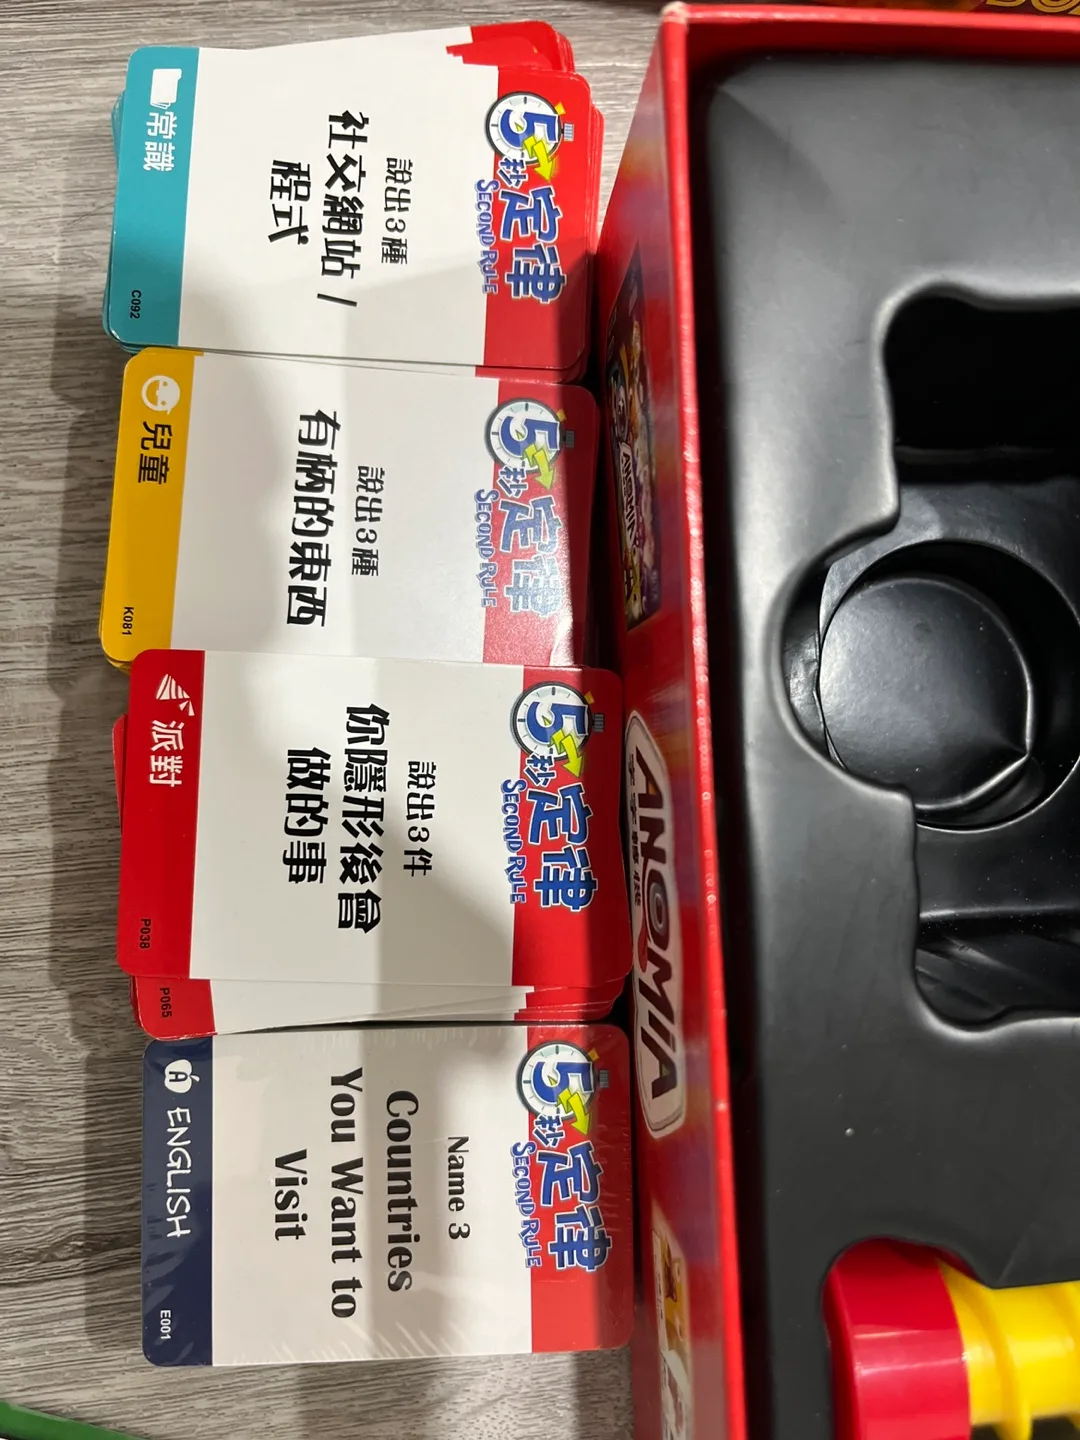 5秒定律
SECOND RULE
說出3種
社交網站 /
程式
常識
C092
5秒定律
SECOND RULE
說出3種
有柄的東西
兒童
K081
5秒定律
SECOND RULE
說出3件
你隱形後會
做的事
派對
P038
P065
5秒定律
SECOND RULE
Name 3
Countries
You Want to
Visit
A ENGLISH
E001
ANOMIA